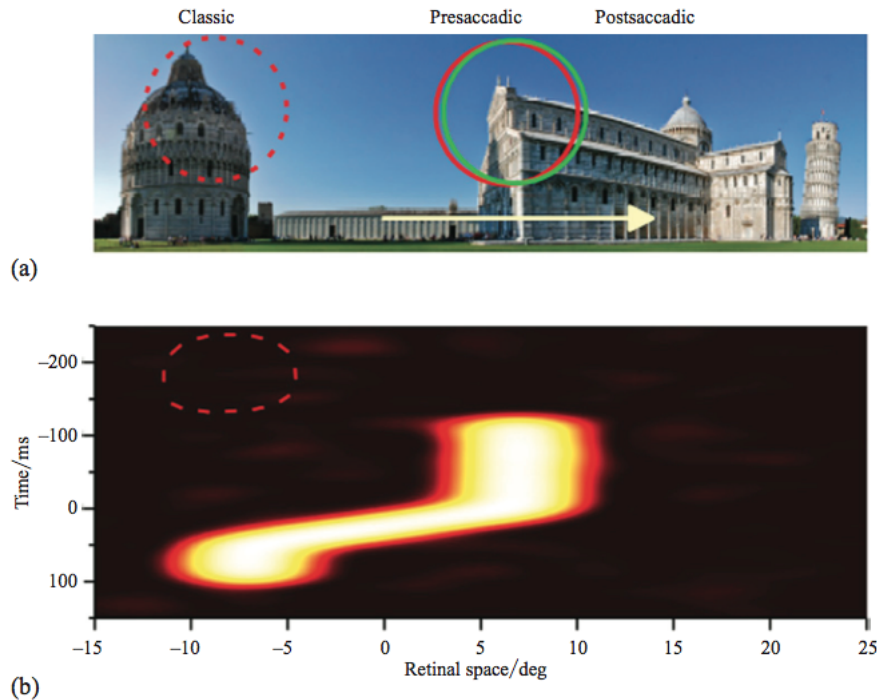 Classic Presaccadic Postsaccadic
(a)
–200
–100
0
100
Time/ms
–15 –10 –5 0 5 10 15 20 25
Retinal space/deg
(b)